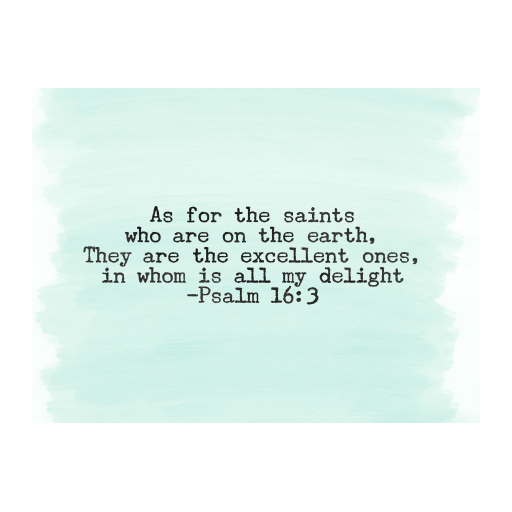 As for the saints
who are on the earth,
They are the excellent ones,
in whom is all my delight
-Psalm 16:3